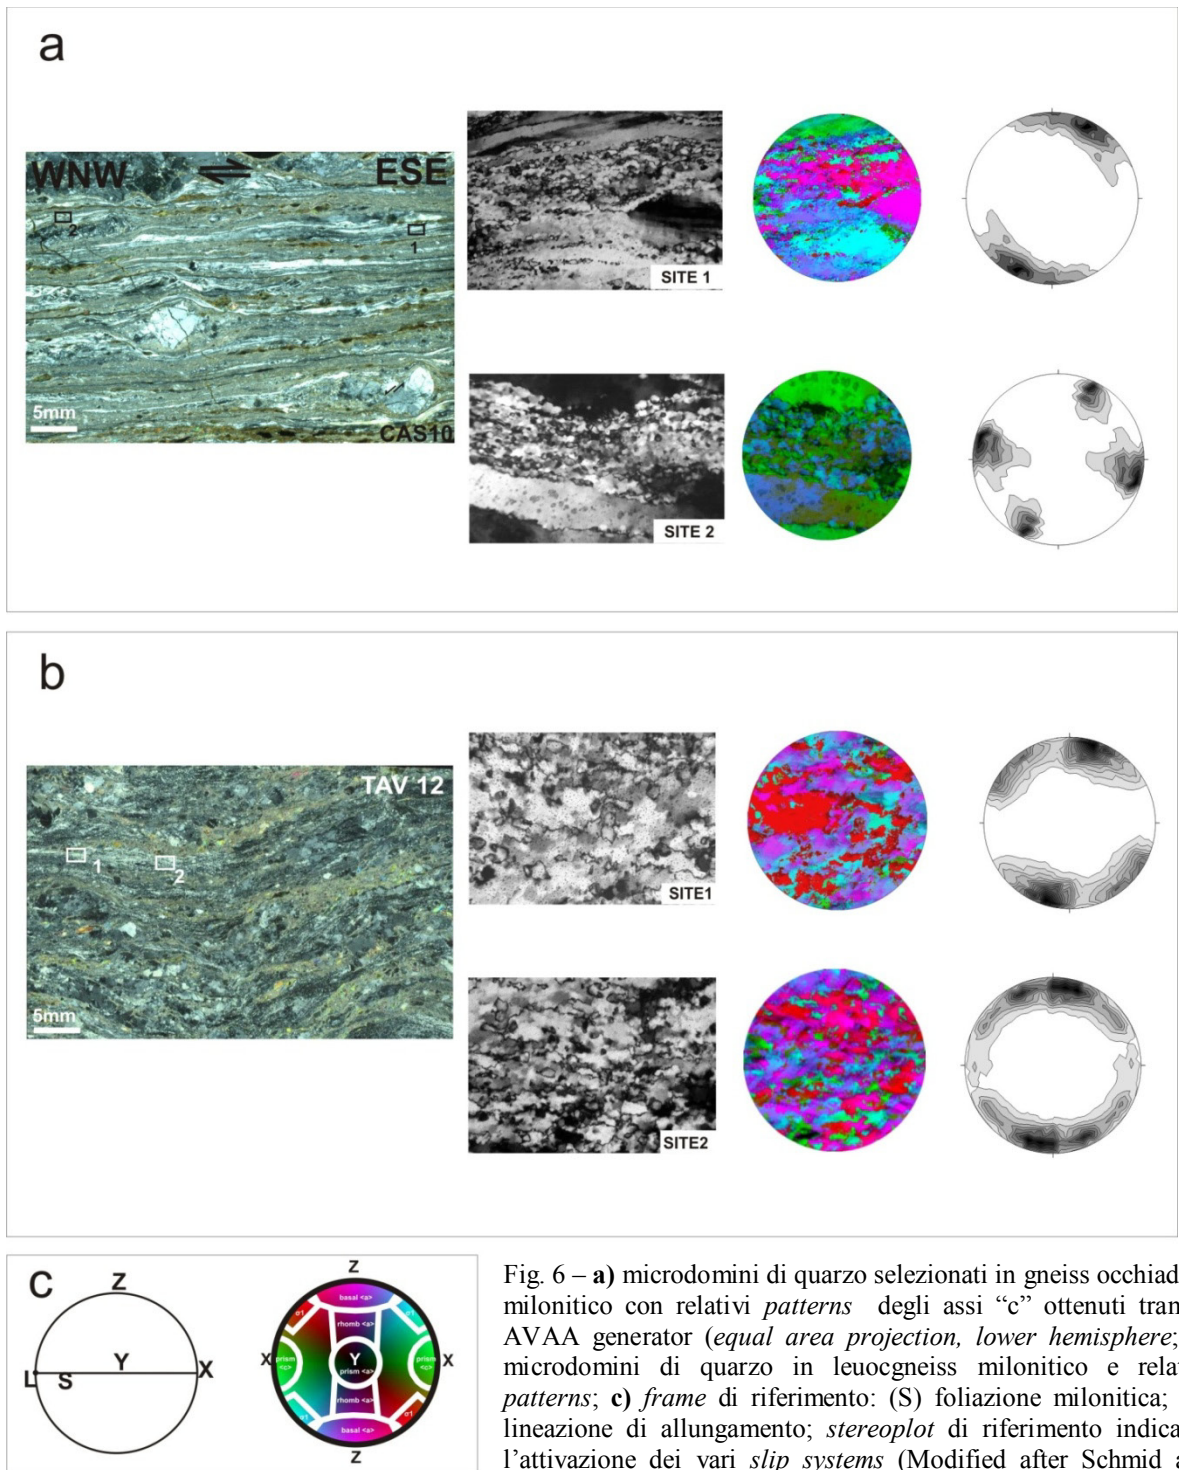 a
WNW
ESE
2
1
5mm
CAS10
SITE 1
SITE 2
b
TAV 12
1
2
5mm
SITE1
SITE2
c
Z
Y
L
S
X
Z
basal <a>
σ1
rhomb <a>
prism <c>
X
Y
prism <a>
prism <c>
X
rhomb <a>
σ1
basal <a>
Z
Fig. 6 – a) microdomini di quarzo selezionati in gneiss occhiad
milonitico con relativi patterns degli assi “c” ottenuti tram
AVAA generator (equal area projection, lower hemisphere;
microdomini di quarzo in leuocgneiss milonitico e rela
patterns; c) frame di riferimento: (S) foliazione milonitica;
lineazione di allungamento; stereoplot di riferimento indica
l’attivazione dei vari slip systems (Modified after Schmid a